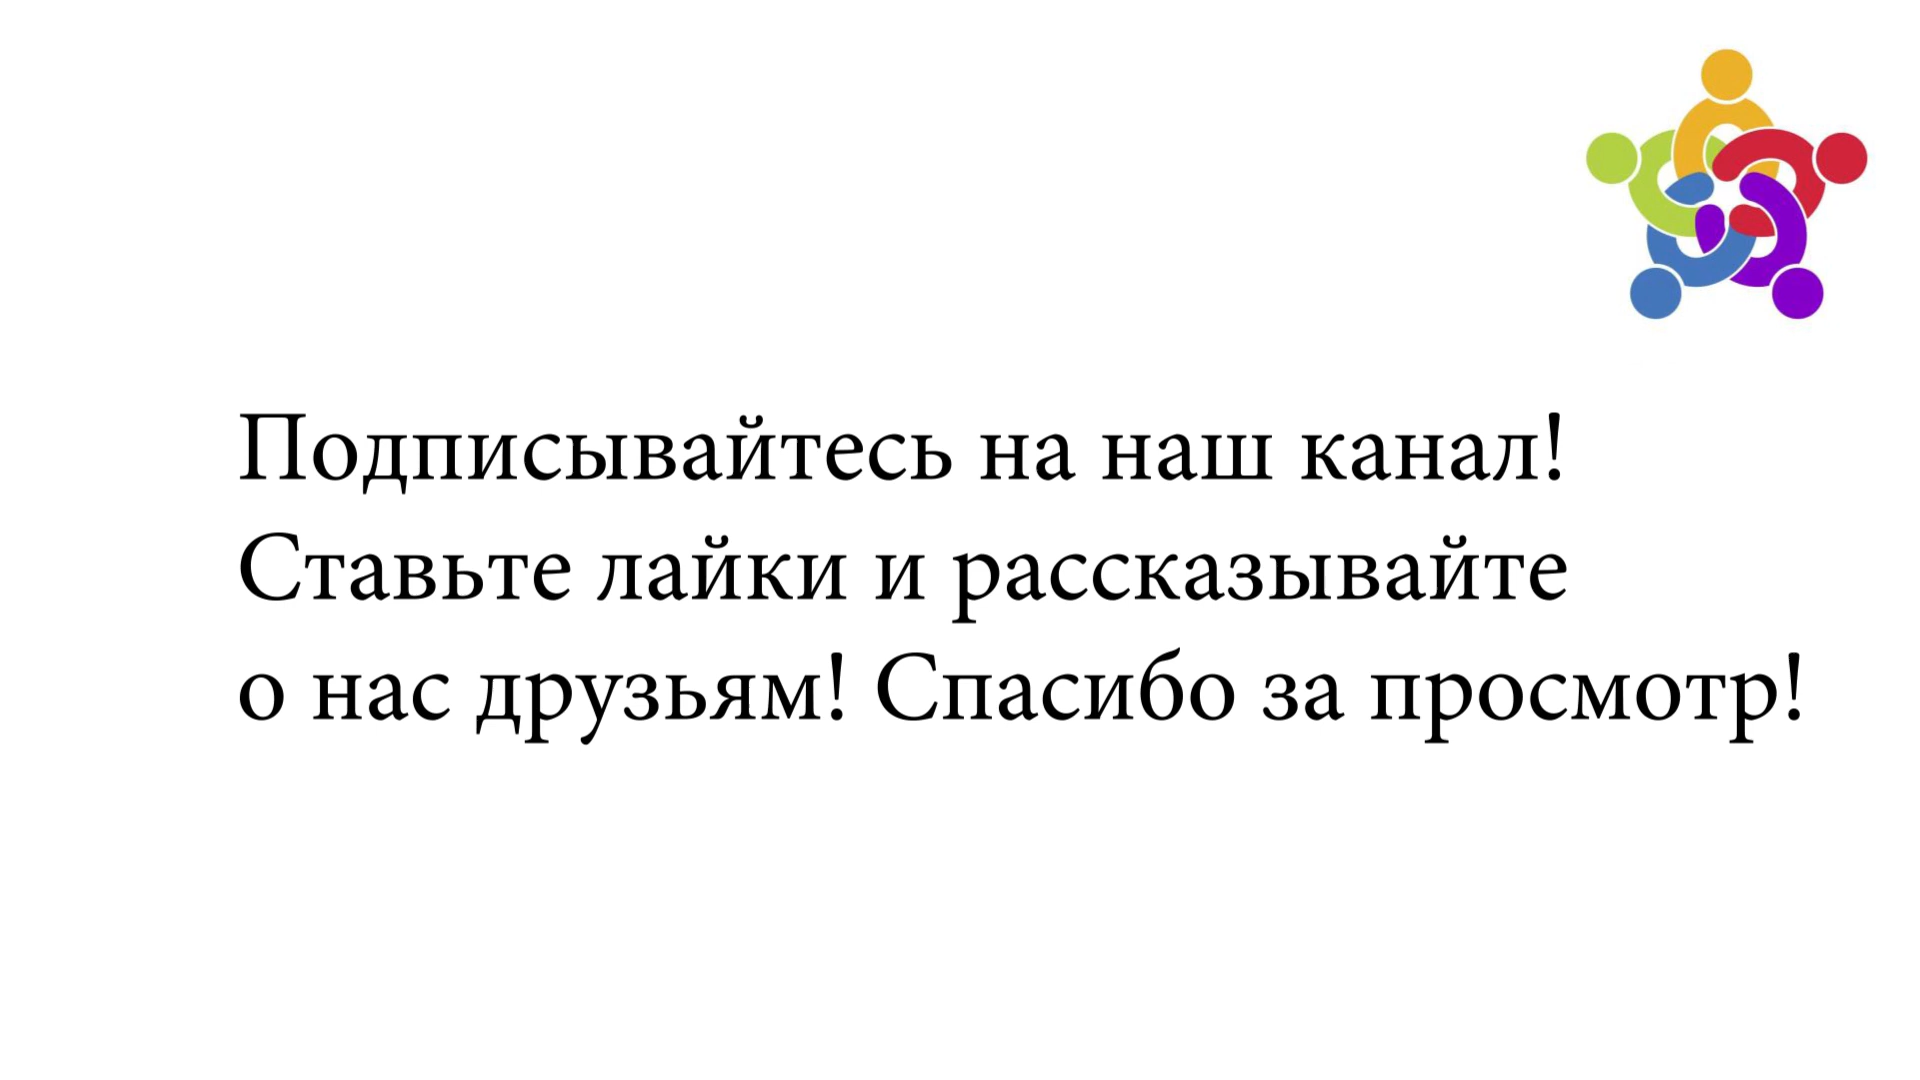 Подписывайтесь на наш канал!
Ставьте лайки и рассказывайте
о нас друзьям! Спасибо за просмотр!